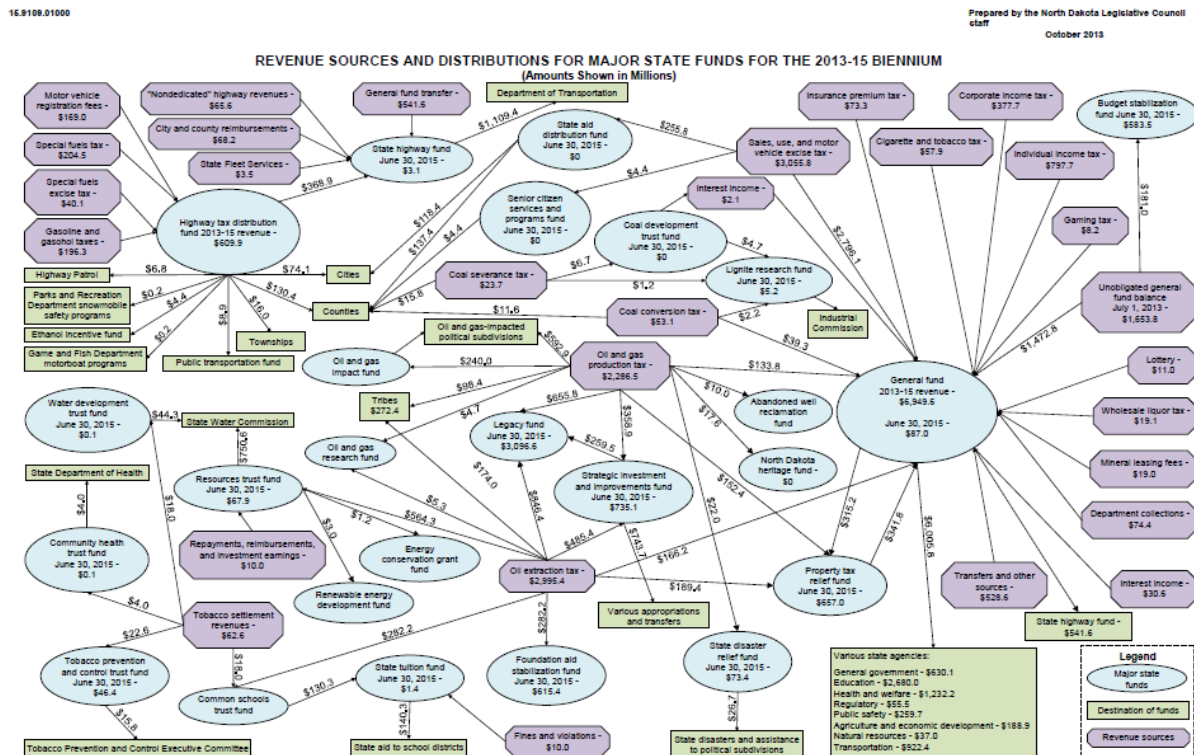 15.9109.01000
Prepared by the North Dakota Legislative Council
staff
October 2013
REVENUE SOURCES AND DISTRIBUTIONS FOR MAJOR STATE FUNDS FOR THE 2013-15 BIENNIUM
(Amounts Shown in Millions)
Motor vehicle
registration fees -
$169.0
"Nondedicated" highway revenues -
$65.6
General fund transfer -
$541.6
Department of Transportation
Insurance premium tax -
$73.3
Corporate income tax -
$377.7
Budget stabilization
fund June 30, 2015 -
$583.5
Special fuels tax -
$204.5
City and county reimbursements -
$68.2
$1,109.4
State highway fund
June 30, 2015 -
$3.1
State aid
distribution fund
June 30, 2015 -
$0
$255.8
Sales, use, and motor
vehicle excise tax -
$3,055.8
Cigarette and tobacco tax -
$57.9
Individual income tax -
$797.7
State Fleet Services -
$3.5
Special fuels
excise tax -
$40.1
$368.9
$4.4
Interest income -
$2.1
$181.0
Highway tax distribution
fund 2013-15 revenue -
$609.9
$118.4
$137.4
$4.4
Senior citizen
services and
programs fund
June 30, 2015 -
$0
Coal development
trust fund
June 30, 2015 -
$0
$2,796.1
Gaming tax -
$8.2
Gasoline and
gasohol taxes -
$196.3
$4.7
Highway Patrol
$6.8
$74.1
Cities
Coal severance tax -
$23.7
$6.7
$1.2
Lignite research fund
June 30, 2015 -
$5.2
Unobligated general
fund balance
July 1, 2013 -
$1,653.8
Parks and Recreation
Department snowmobile
safety programs
$0.2
$4.4
$130.4
Counties
$15.8
$11.6
Coal conversion tax -
$53.1
$2.2
Industrial
Commission
$1,472.8
Ethanol Incentive fund
$0.2
$8.9
$16.0
Townships
Oil and gas-impacted
political subdivisions
$592.9
$39.3
Game and Fish Department
motorboat programs
Public transportation fund
Oil and gas
impact fund
$240.0
Oil and gas
production tax -
$2,286.5
$133.8
General fund
2013-15 revenue -
$6,949.6
June 30, 2015 -
$87.0
Lottery -
$11.0
Water development
trust fund
June 30, 2015 -
$0.1
$44.3
State Water Commission
Tribes
$272.4
$98.4
$4.7
$655.8
$358.9
$10.0
$17.6
Abandoned well
reclamation
fund
Wholesale liquor tax -
$19.1
$750.6
Oil and gas
research fund
Legacy fund
June 30, 2015 -
$3,096.6
$259.5
North Dakota
heritage fund -
$0
Mineral leasing fees -
$19.0
State Department of Health
Resources trust fund
June 30, 2015 -
$67.9
$174.0
Strategic investment
and improvements fund
June 30, 2015 -
$735.1
$152.4
Department collections -
$74.4
$4.0
$18.0
$5.3
$846.4
$22.0
$315.2
$341.8
$6,005.8
Community health
trust fund
June 30, 2015 -
$0.1
Repayments, reimbursements,
and investment earnings -
$10.0
$3.0
$1.2
$564.3
Energy
conservation grant
fund
$485.4
$743.7
$166.2
Oil extraction tax -
$2,995.4
$189.4
Property tax
relief fund
June 30, 2015 -
$657.0
Transfers and other
sources -
$528.6
Interest income -
$30.6
Renewable energy
development fund
$4.0
Tobacco settlement
revenues -
$62.6
Various appropriations
and transfers
State highway fund
$541.6
$22.6
$282.2
$282.2
Tobacco prevention
and control trust fund
June 30, 2015 -
$46.4
$18.0
Common schools
trust fund
$130.3
State tuition fund
June 30, 2015 -
$1.4
Foundation aid
stabilization fund
June 30, 2015 -
$615.4
State disaster
relief fund
June 30, 2015 -
$73.4
Various state agencies:
General government - $630.1
Education - $2,680.0
Health and welfare - $1,232.2
Regulatory - $55.5
Public safety - $259.7
Agriculture and economic development - $188.9
Natural resources - $37.0
Transportation - $922.4
Legend
Major state
funds
Destination of funds
Revenue sources
$15.8
$140.3
$26.7
Tobacco Prevention and Control Executive Committee
State aid to school districts
Fines and violations -
$10.0
State disasters and assistance
to political subdivisions